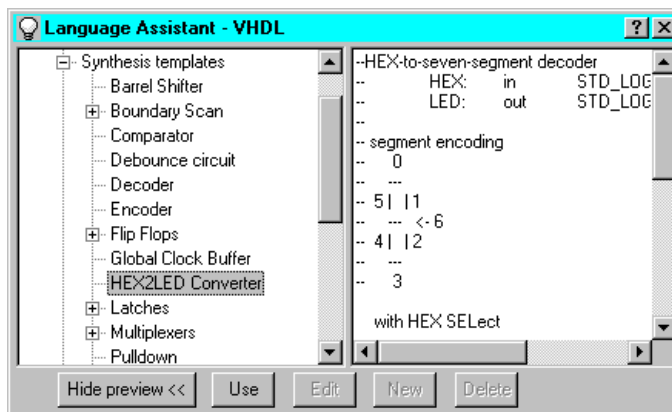 Language Assistant - VHDL
Synthesis templates
Barrel Shifter
Boundary Scan
Comparator
Debounce circuit
Decoder
Encoder
Flip Flops
Global Clock Buffer
HEX2LED Converter
Latches
Multiplexers
Pulldown
--HEX-to-seven-segment decoder
-- HEX: in STD_LOG
-- LED: out STD_LOG
--
-- segment encoding
-- 0
-- ---
-- 5| |1
-- --- <- 6
-- 4| |2
-- ---
-- 3
with HEX SELect
Hide preview << Use Edit New Delete